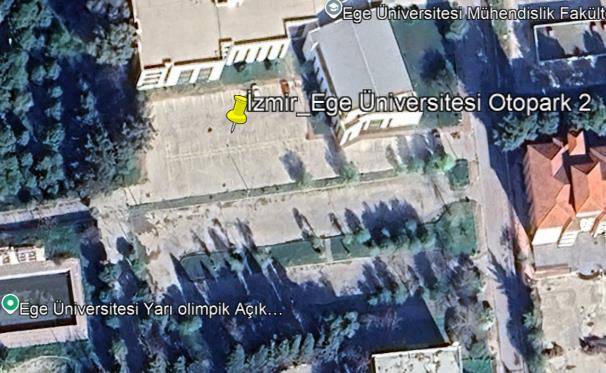 Ege Üniversitesi Mühendislik Fakült
İzmir_Ege Üniversitesi Otopark 2
Ege Üniversitesi Yarı olimpik Açık...